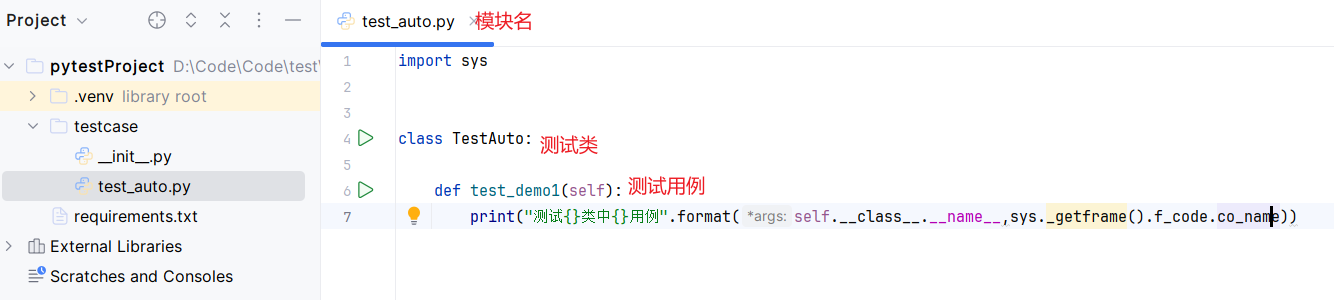 Project
test_auto.py 模块名
pytestProject D:\Code\Code\test\
.venv library root
testcase
__init__.py
test_auto.py
requirements.txt
External Libraries
Scratches and Consoles
1 import sys
2
3
4 class TestAuto: 测试类
5
6 def test_demo1(self): 测试用例
7 print("测试{}类中{}用例".format( *args: self.__class__.__name__,sys._getframe().f_code.co_name))